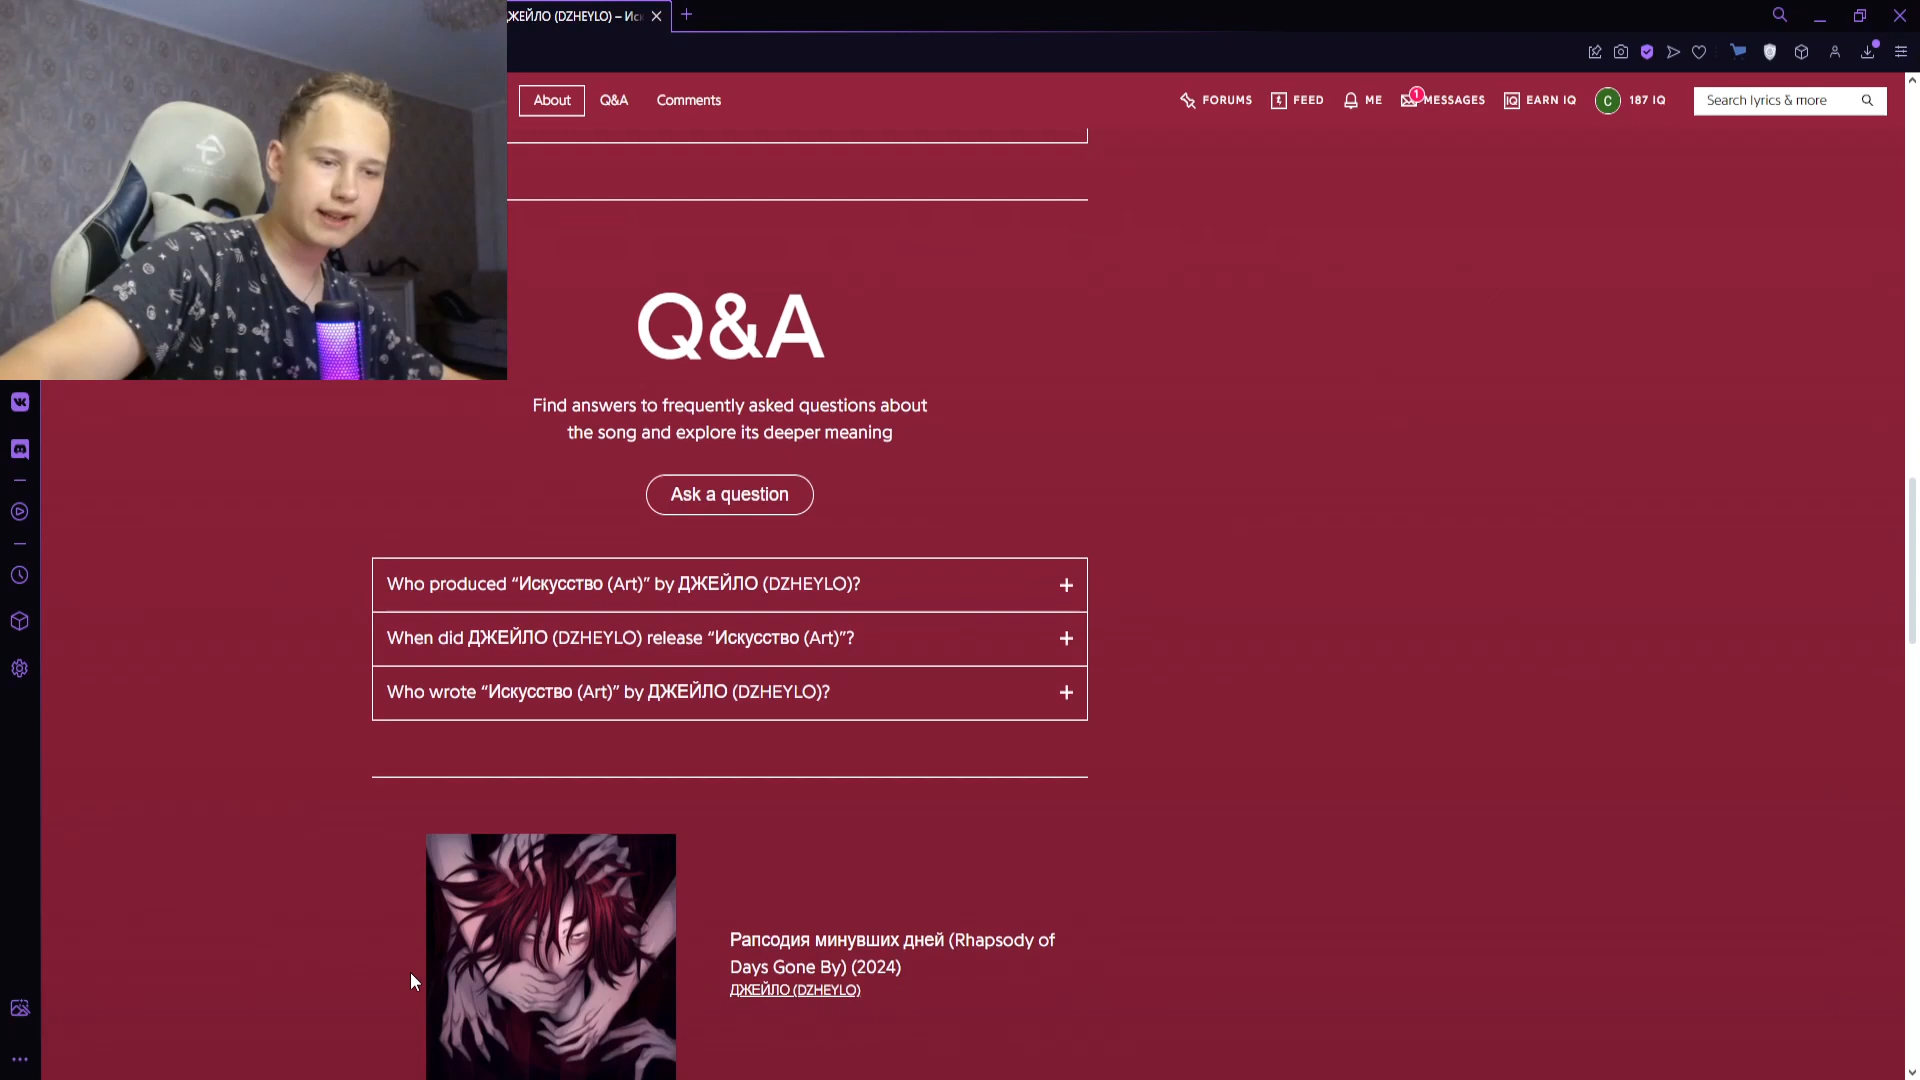 ДЖЕЙЛО (DZHEYLO) – Иск
About
Q&A
Comments
FORUMS
FEED
ME
1
MESSAGES
IQ
EARN IQ
C
187 IQ
Search lyrics & more
Q&A
Find answers to frequently asked questions about
the song and explore its deeper meaning
Ask a question
Who produced “Искусство (Art)” by ДЖЕЙЛО (DZHEYLO)?
When did ДЖЕЙЛО (DZHEYLO) release “Искусство (Art)”?
Who wrote “Искусство (Art)” by ДЖЕЙЛО (DZHEYLO)?
Рапсодия минувших дней (Rhapsody of
Days Gone By) (2024)
ДЖЕЙЛО (DZHEYLO)